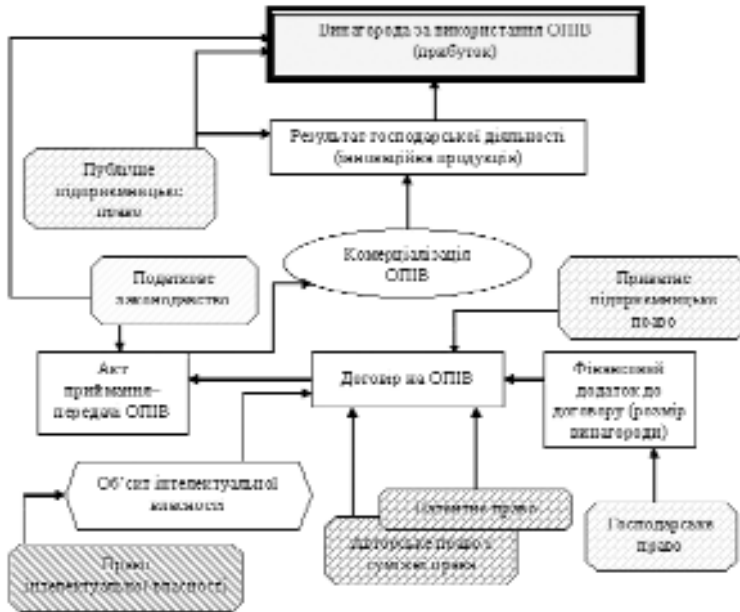 Винагорода за використання ОПІВ
(прибуток)
Результат господарської діяльності
(інноваційна продукція)
Публічне
підприємницьке
право
Комерціалізація
ОПІВ
Податкове
законодавство
Приватне
підприємницьке
право
Акт
приймання–
передачі ОПІВ
Договір на ОПІВ
Фінансовий
додаток до
договору (розмір
винагороди)
Об’єкт інтелектуальної
власності
Патентне право
Авторське право і
суміжні права
Господарське
право
Право
інтелектуальної власності